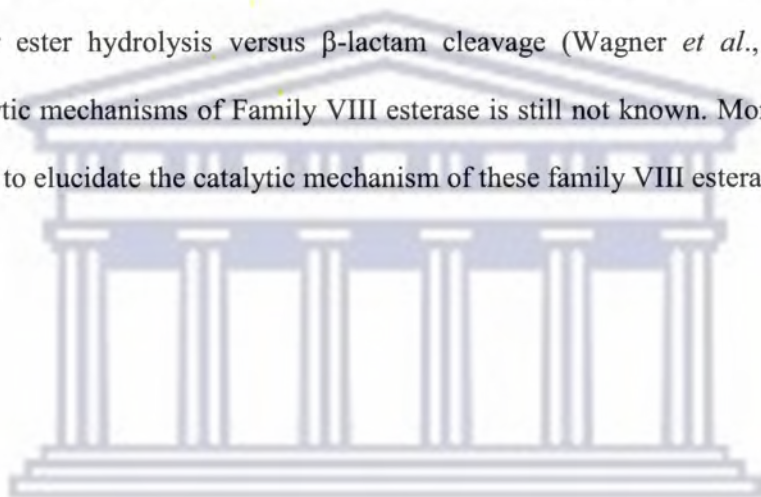 ester hydrolysis versus β-lactam cleavage (Wagner et al.,
tic mechanisms of Family VIII esterase is still not known. Mor
to elucidate the catalytic mechanism of these family VIII estera